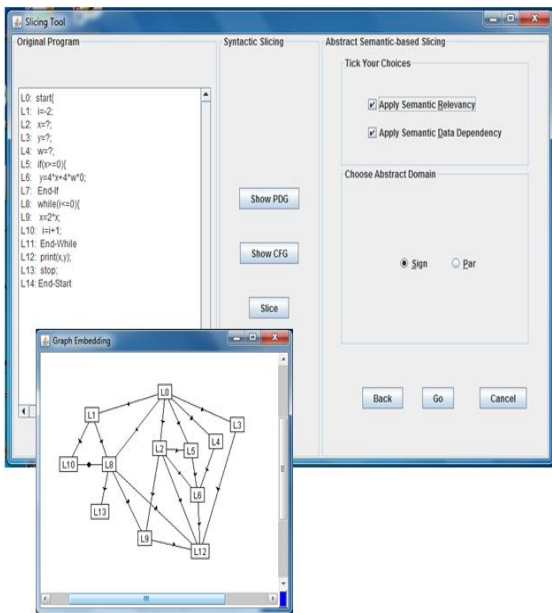 Slicing Tool
Original Program
L0: start{
L1: i=-2;
L2: x=?;
L3: y=?;
L4: w=?;
L5: if(x>=0){
L6: y=4*x+4*w*0;
L7: End-If
L8: while(i<=0){
L9: x=2*x;
L10: i=i+1;
L11: End-While
L12: print(x,y);
L13: stop;
L14: End-Start
Syntactic Slicing
Show PDG
Show CFG
Slice
Abstract Semantic-based Slicing
Tick Your Choices
Apply Semantic Relevancy
Apply Semantic Data Dependency
Choose Abstract Domain
Sign
Par
Back
Go
Cancel
Graph Embedding
L0
L1
L3
L4
L2
L5
L10
L8
L6
L13
L9
L12